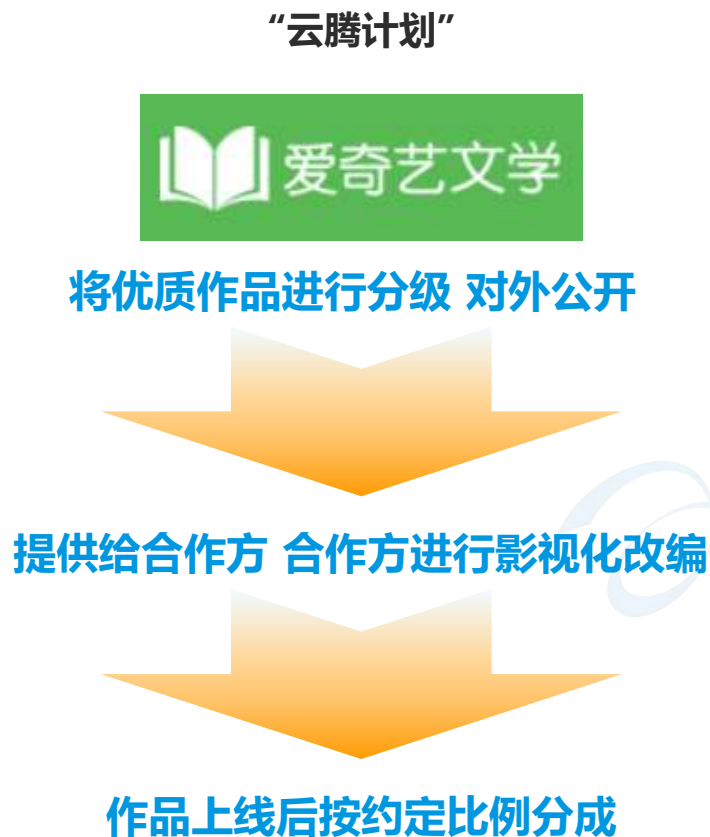 “云腾计划”
爱奇艺文学
将优质作品进行分级 对外公开
提供给合作方 合作方进行影视化改编
作品上线后按约定比例分成